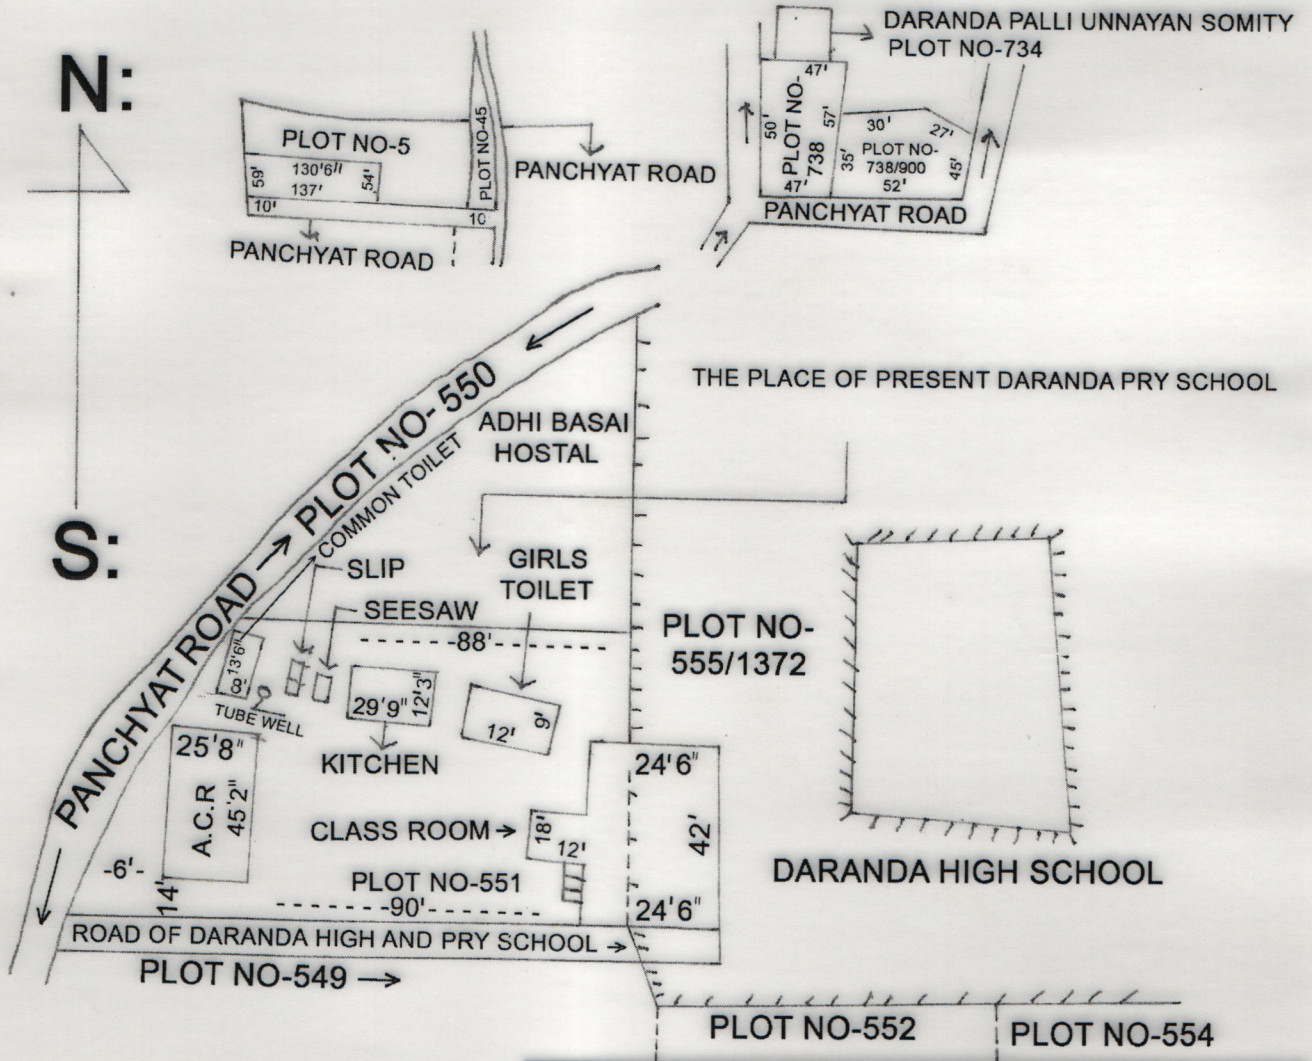 N:
S:
PLOT NO-5
130'6"
137'
59'
54'
10'
10
PLOT NO-45
PANCHYAT ROAD
PANCHYAT ROAD
DARANDA PALLI UNNAYAN SOMITY
PLOT NO-734
47'
50'
PLOT NO-
738
57'
47'
30'
27'
35'
PLOT NO-
738/900
52'
45'
PANCHYAT ROAD
THE PLACE OF PRESENT DARANDA PRY SCHOOL
PANCHYAT ROAD → PLOT NO- 550
COMMON TOILET
ADHI BASAI
HOSTAL
SLIP
SEESAW
GIRLS
TOILET
88'
13'6"
8'
TUBE WELL
29'9"
12'3"
KITCHEN
12'
9'
PLOT NO-
555/1372
25'8"
A.C.R
45'2"
-6'-
14'
CLASS ROOM →
18'
12'
24'6"
42'
24'6"
PLOT NO-551
90'
DARANDA HIGH SCHOOL
ROAD OF DARANDA HIGH AND PRY SCHOOL →
PLOT NO-549 →
PLOT NO-552
PLOT NO-554